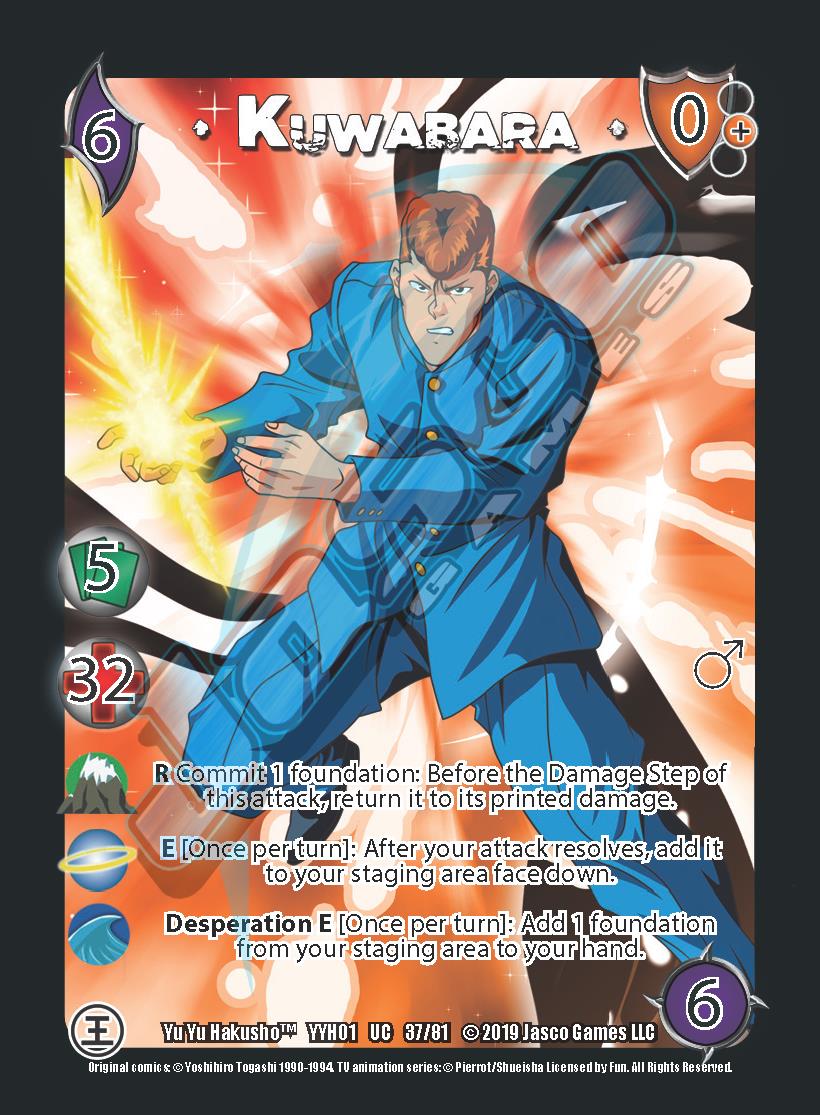 6
KUWABARA
0
+
5
32
R Commit 1 foundation: Before the Damage Step of
this attack, return it to its printed damage.
E [Once per turn]: After your attack resolves, add it
to your staging area face down.
Desperation E [Once per turn]: Add 1 foundation
from your staging area to your hand.
6
王
Yu Yu Hakusho™ YYH01 UC 37/81 © 2019 Jasco Games LLC
Original comics: © Yoshihiro Togashi 1990-1994. TV animation series: © Pierrot/Shueisha Licensed by Fun. All Rights Reserved.
JASCO
GAMES